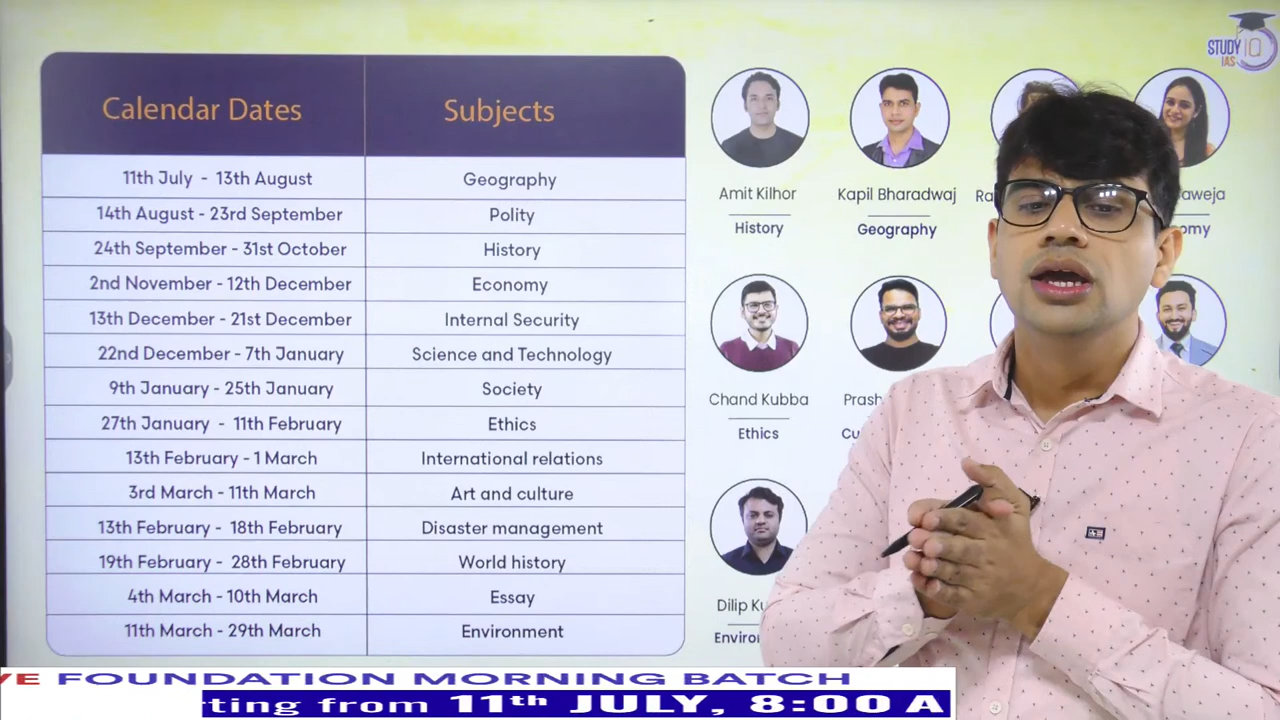 STUDY IQ
IAS
Calendar Dates Subjects
11th July - 13th August Geography
14th August - 23rd September Polity
24th September - 31st October History
2nd November - 12th December Economy
13th December - 21st December Internal Security
22nd December - 7th January Science and Technology
9th January - 25th January Society
27th January - 11th February Ethics
13th February - 1 March International relations
3rd March - 11th March Art and culture
13th February - 18th February Disaster management
19th February - 28th February World history
4th March - 10th March Essay
11th March - 29th March Environment
Amit Kilhor Kapil Bharadwaj
History Geography
Chand Kubba
Ethics
Dilip
FOUNDATION MORNING BATCH
from 11th JULY, 8:00 A